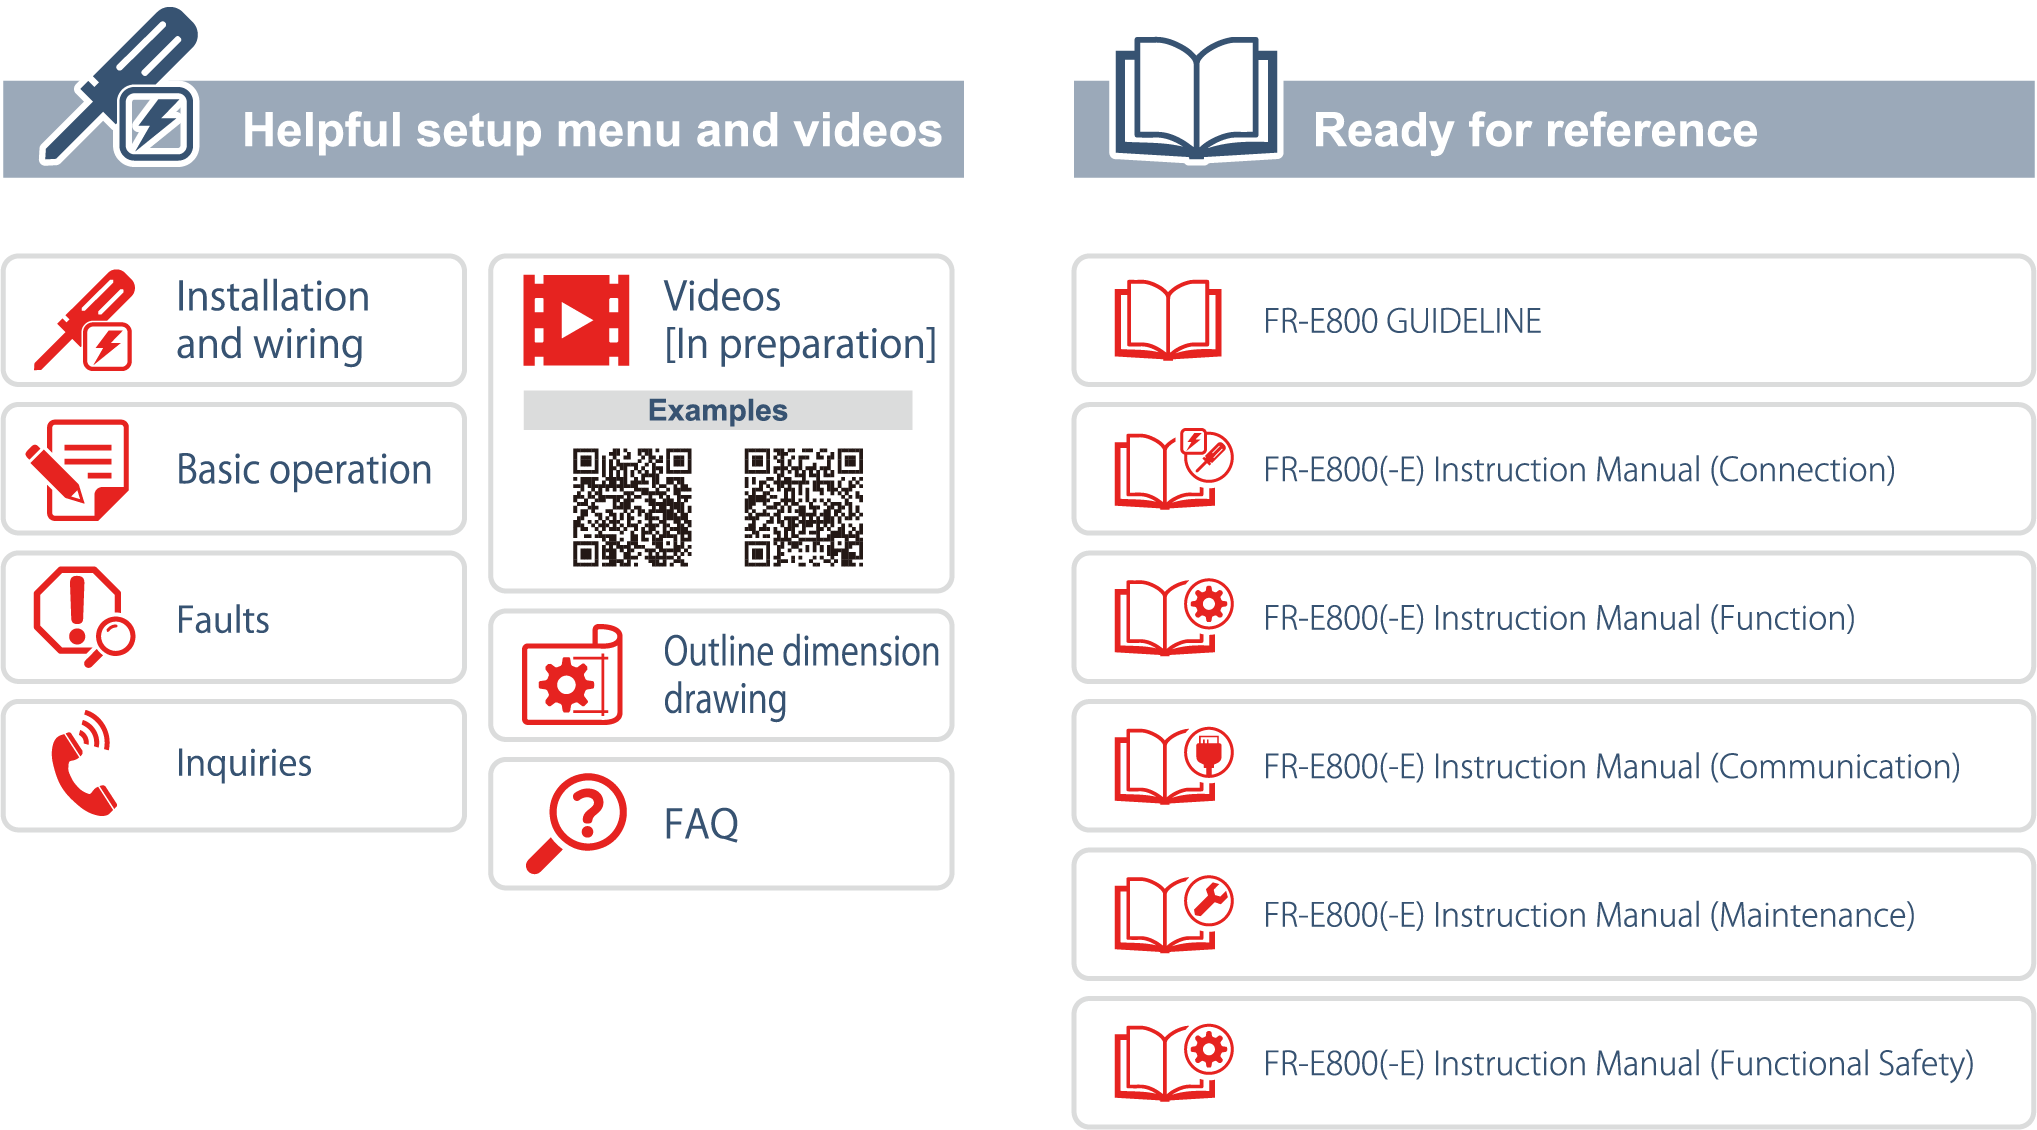 Helpful setup menu and videos
Installation
and wiring
Basic operation
Faults
Inquiries
Videos
[In preparation]
Examples
Outline dimension
drawing
FAQ
Ready for reference
FR-E800 GUIDELINE
FR-E800(-E) Instruction Manual (Connection)
FR-E800(-E) Instruction Manual (Function)
FR-E800(-E) Instruction Manual (Communication)
FR-E800(-E) Instruction Manual (Maintenance)
FR-E800(-E) Instruction Manual (Functional Safety)